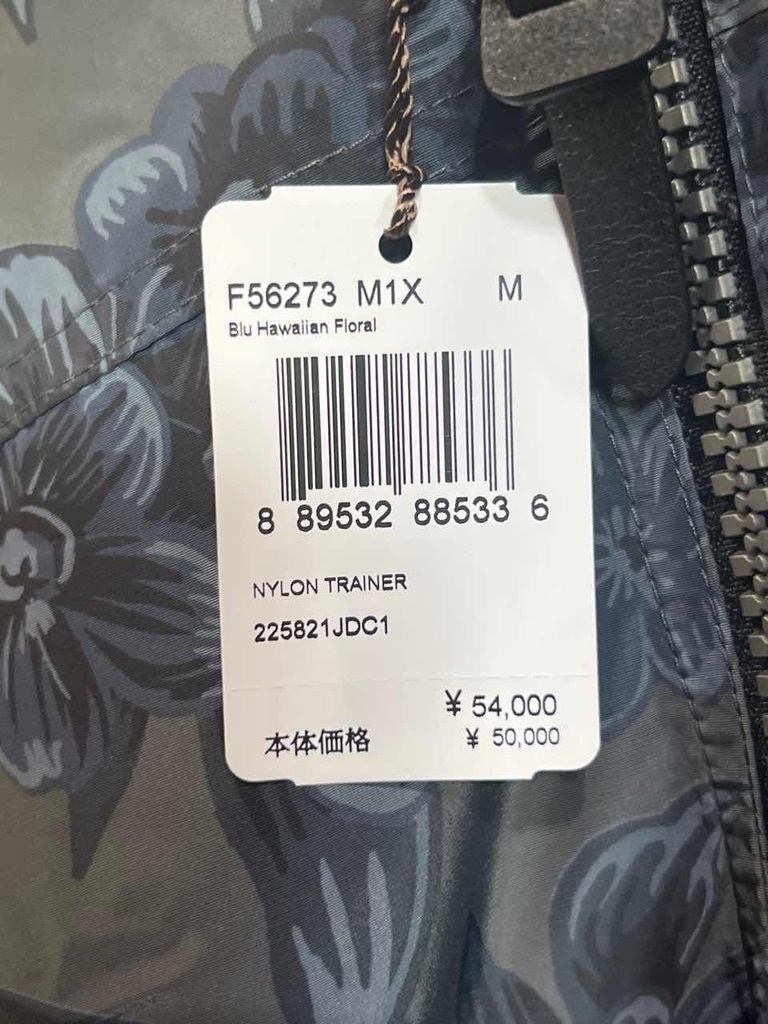 F56273 M1X M
Blu Hawaiian Floral
8 89532 88533 6
NYLON TRAINER
225821JDC1
¥ 54,000
本体価格 ¥ 50,000